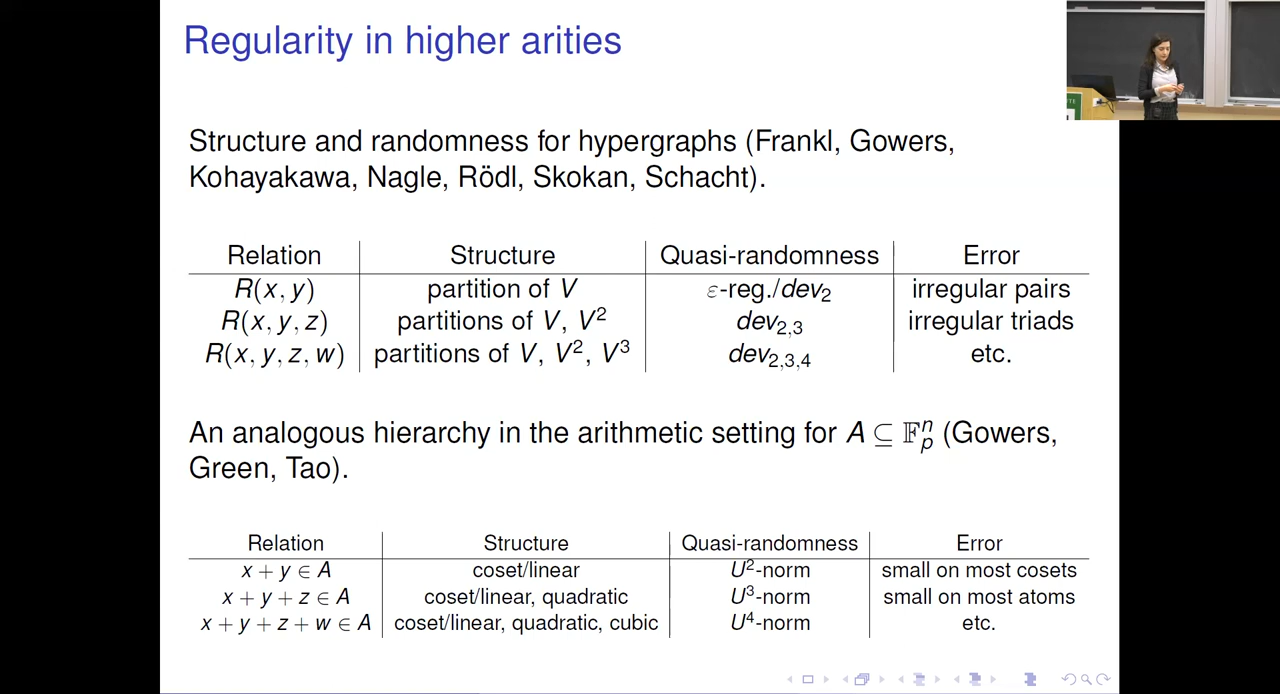 Regularity in higher arities
Structure and randomness for hypergraphs (Frankl, Gowers,
Kohayakawa, Nagle, Rödl, Skokan, Schacht).
Relation Structure Quasi-randomness Error
R(x, y) partition of V ε-reg./dev₂ irregular pairs
R(x, y, z) partitions of V, V² dev₂,₃ irregular triads
R(x, y, z, w) partitions of V, V², V³ dev₂,₃,₄ etc.
An analogous hierarchy in the arithmetic setting for A ⊆ 𝔽ₚⁿ (Gowers,
Green, Tao).
Relation Structure Quasi-randomness Error
x + y ∈ A coset/linear U²-norm small on most cosets
x + y + z ∈ A coset/linear, quadratic U³-norm small on most atoms
x + y + z + w ∈ A coset/linear, quadratic, cubic U⁴-norm etc.